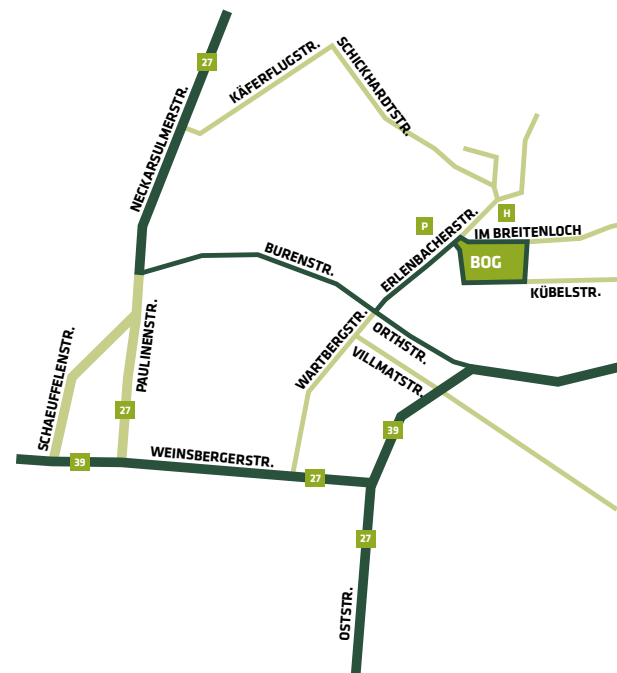 27
KÄFERFLUGSTR.
SCHICKHARDTSTR.
NECKARSULMERSTR.
P
H
ERLENBACHERSTR.
IM BREITENLOCH
BOG
KÜBELSTR.
BURENSTR.
PAULINENSTR.
WARTBERGSTR.
ORTHSTR.
VILLMATSTR.
SCHAEUFFELENSTR.
27
39
39
WEINSBERGERSTR.
27
27
OSTSTR.